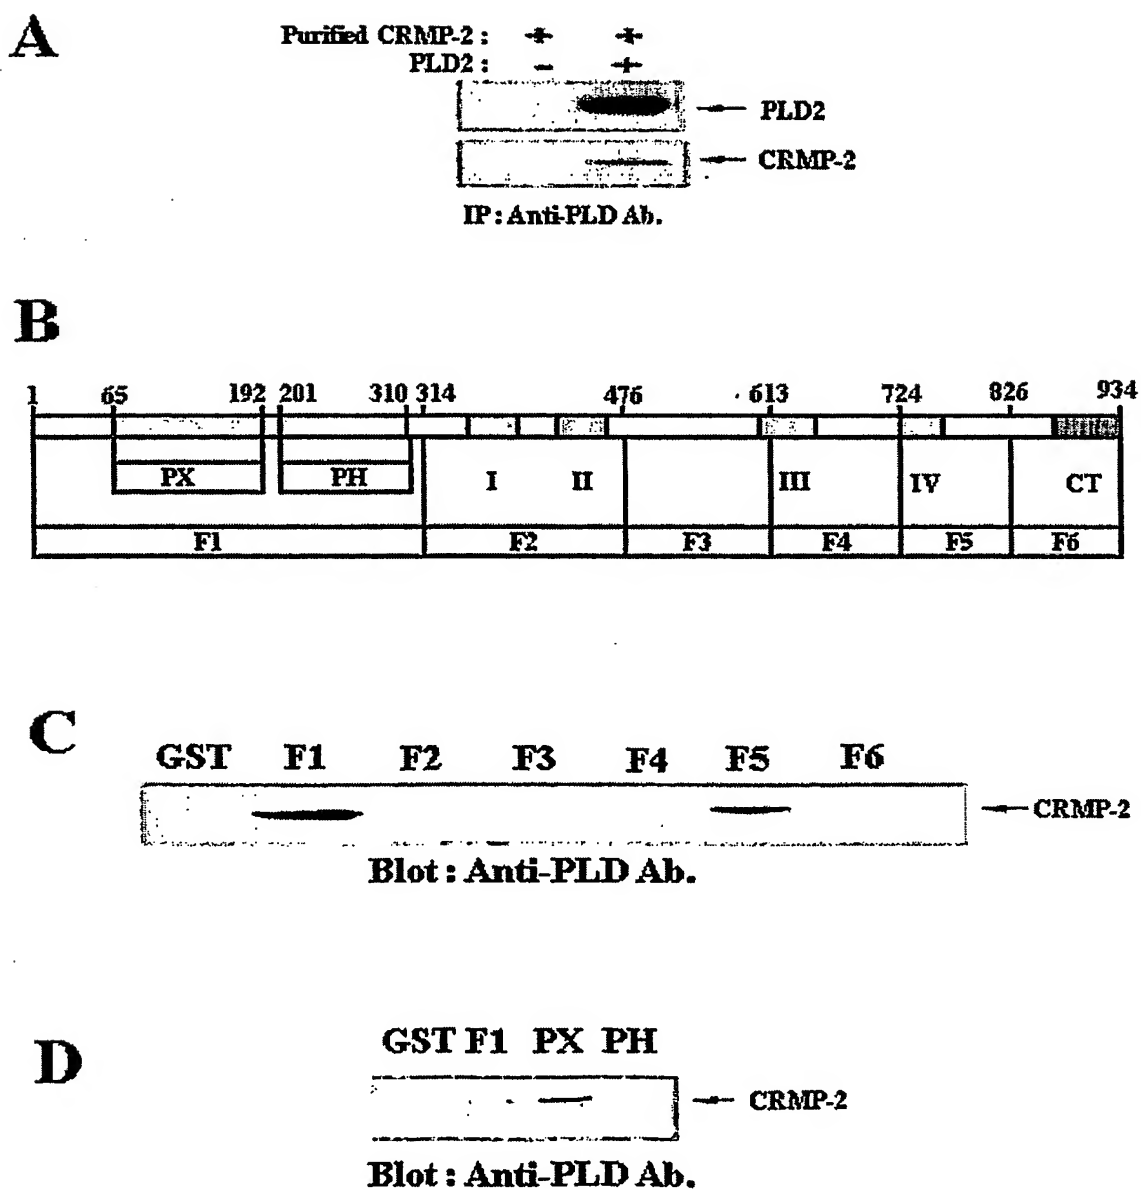 A
Purified CRMP-2 : + +
PLD2 : - +
PLD2
CRMP-2
IP : Anti-PLD Ab.
B
1 65 192 201 310 314 476 613 724 826 934
PX PH I II III IV CT
F1 F2 F3 F4 F5 F6
C
GST F1 F2 F3 F4 F5 F6
CRMP-2
Blot : Anti-PLD Ab.
D
GST F1 PX PH
CRMP-2
Blot : Anti-PLD Ab.